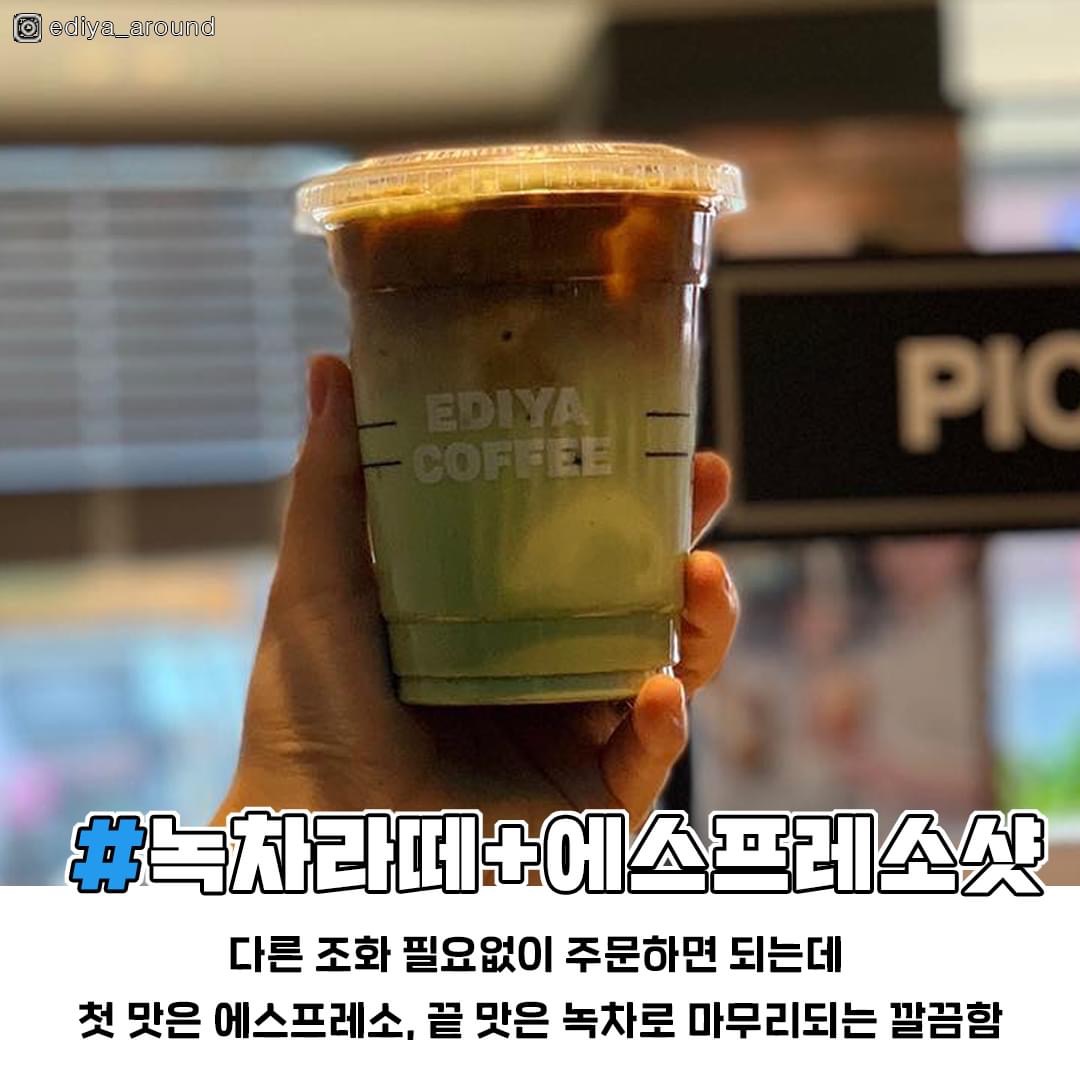 ediya_around
EDIYA
COFFEE
PIC
#녹차라떼+에스프레소샷
다른 조화 필요없이 주문하면 되는데
첫 맛은 에스프레소, 끝 맛은 녹차로 마무리되는 깔끔함